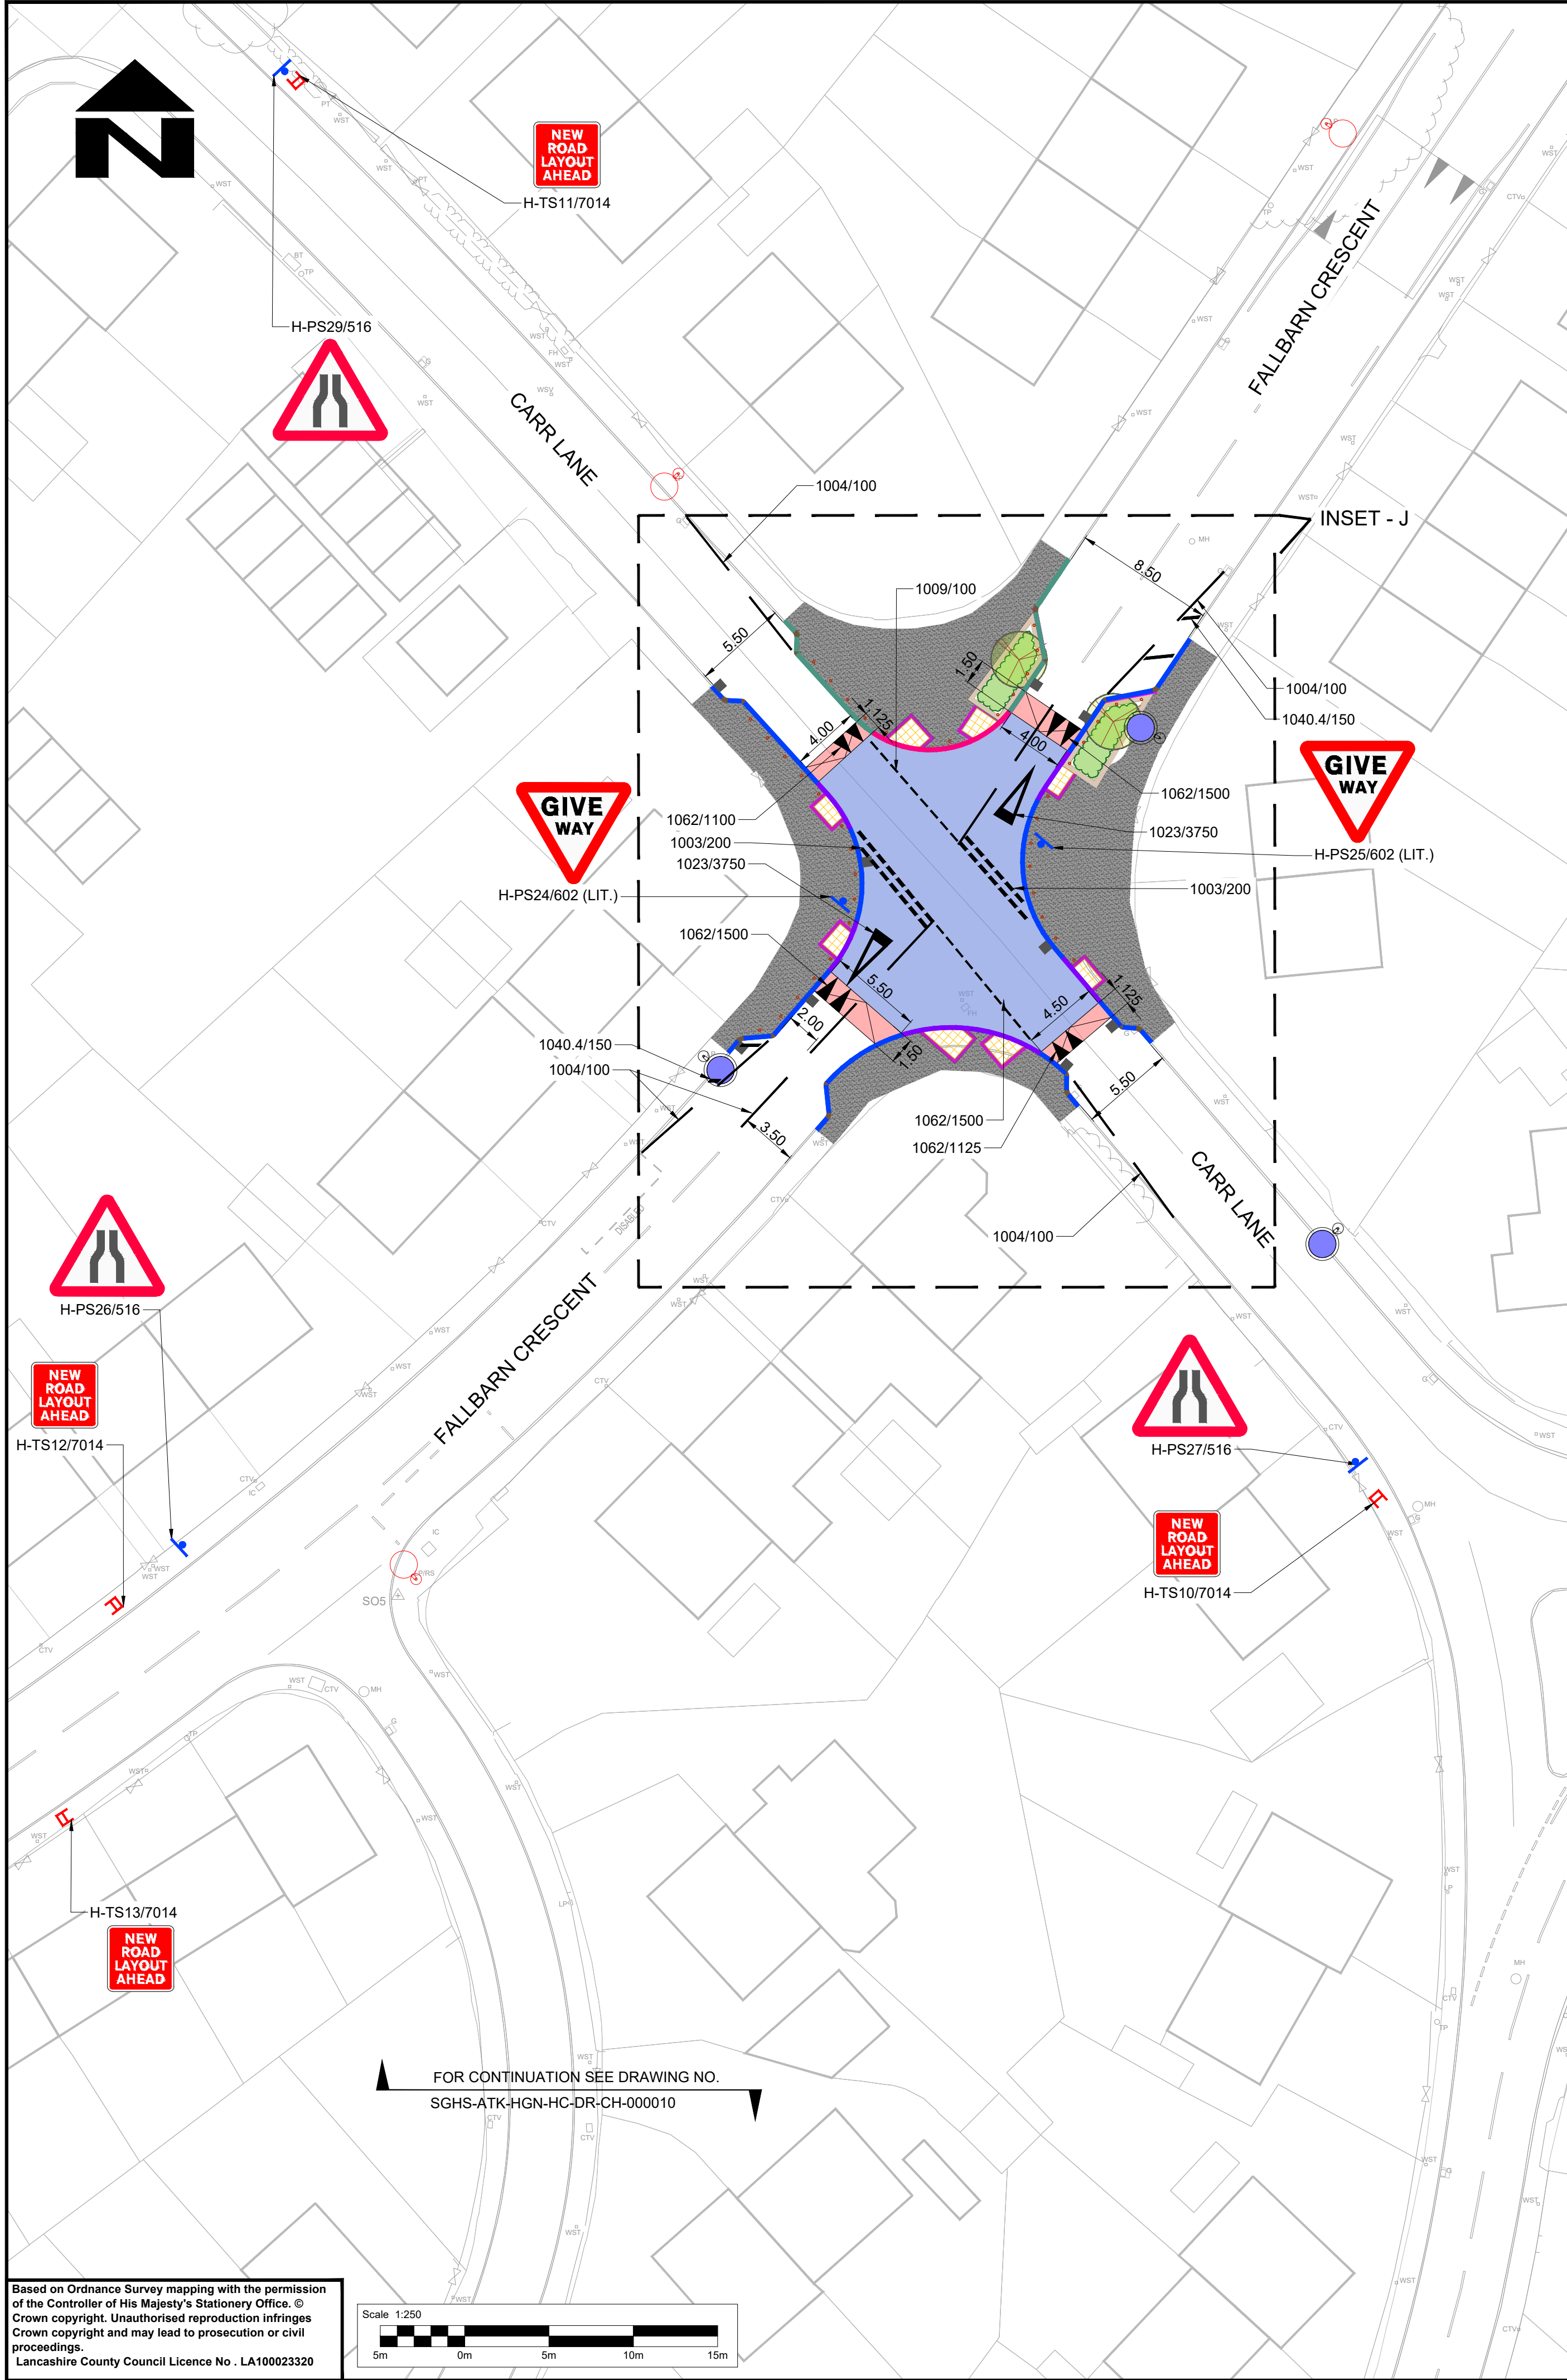 NEW
ROAD
LAYOUT
AHEAD
H-TS11/7014
H-PS29/516
CARR LANE
FALLBARN CRESCENT
1004/100
INSET - J
8.50
1009/100
5.50
1.50
1.125
4.00
4.00
1004/100
1040.4/150
GIVE
WAY
H-PS24/602 (LIT.)
GIVE
WAY
H-PS25/602 (LIT.)
1062/1100
1003/200
1023/3750
1062/1500
1062/1500
1023/3750
1003/200
5.50
2.00
1.50
4.50
1.125
1040.4/150
1004/100
3.50
5.50
1062/1500
1062/1125
1004/100
CARR LANE
DISABLED
FALLBARN CRESCENT
H-PS26/516
NEW
ROAD
LAYOUT
AHEAD
H-TS12/7014
H-PS27/516
NEW
ROAD
LAYOUT
AHEAD
H-TS10/7014
SO5
H-TS13/7014
NEW
ROAD
LAYOUT
AHEAD
FOR CONTINUATION SEE DRAWING NO.
SGHS-ATK-HGN-HC-DR-CH-000010
Based on Ordnance Survey mapping with the permission
of the Controller of His Majesty's Stationery Office. ©
Crown copyright. Unauthorised reproduction infringes
Crown copyright and may lead to prosecution or civil
proceedings.
Lancashire County Council Licence No . LA100023320
Scale 1:250
5m 0m 5m 10m 15m